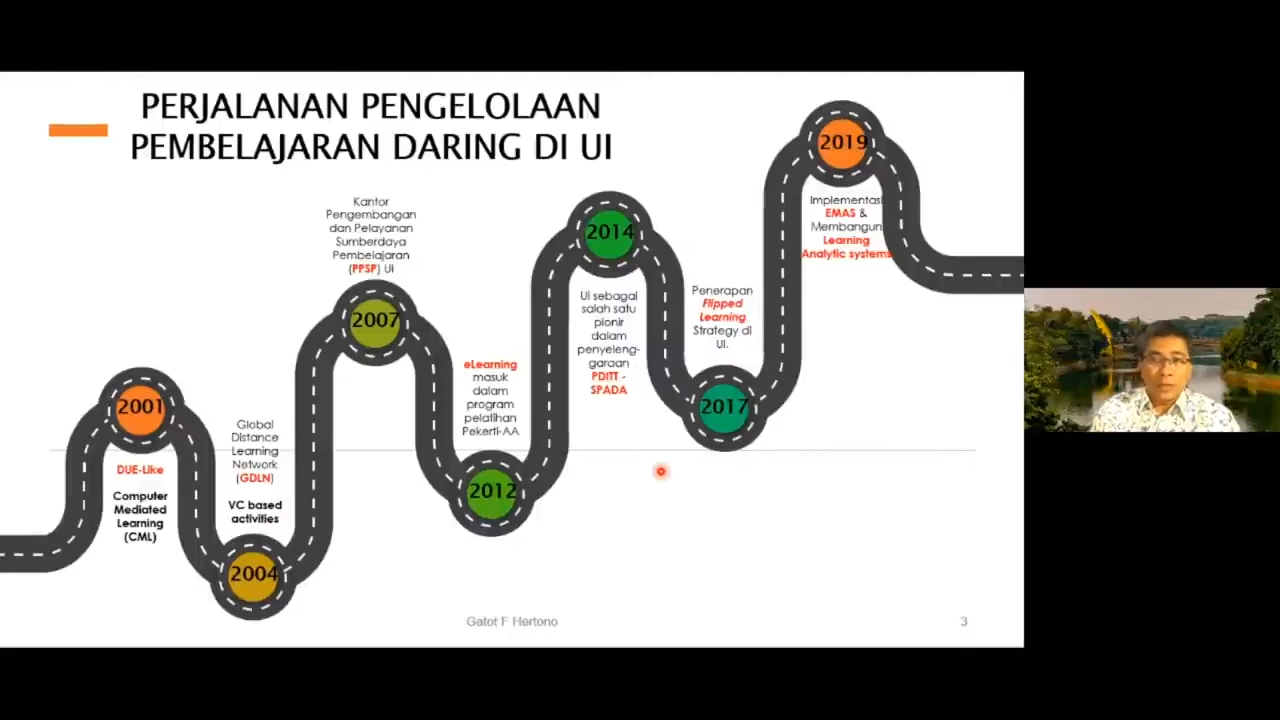 PERJALANAN PENGELOLAAN
PEMBELAJARAN DARING DI UI
2001
DUE-Like
Computer
Mediated
Learning
(CML)
Global
Distance
Learning
Network
(GDLN)
VC based
activities
2004
Kantor
Pengembangan
dan Pelayanan
Sumberdaya
Pembelajaran
(PPSP) UI
2007
eLearning
masuk
dalam
program
pelatihan
Pekerti-AA
2012
2014
UI sebagai
salah satu
pionir
dalam
penyeleng-
garaan
PDITT -
SPADA
Penerapan
Flipped
Learning
Strategy di
UI.
2017
2019
Implementasi
EMAS &
Membangun
Learning
Analytic systems
Gatot F Hertono
3